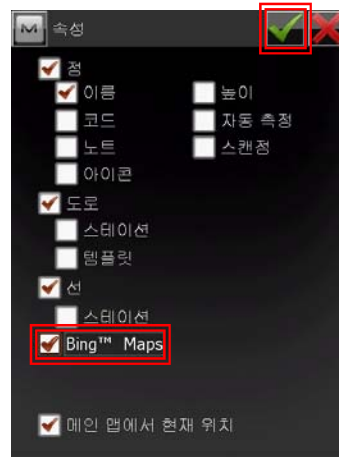 속성
정
이름 높이
코드 자동 측정
노트 스캔점
아이콘
도로
스테이션
템플릿
선
스테이션
Bing™ Maps
메인 맵에서 현재 위치